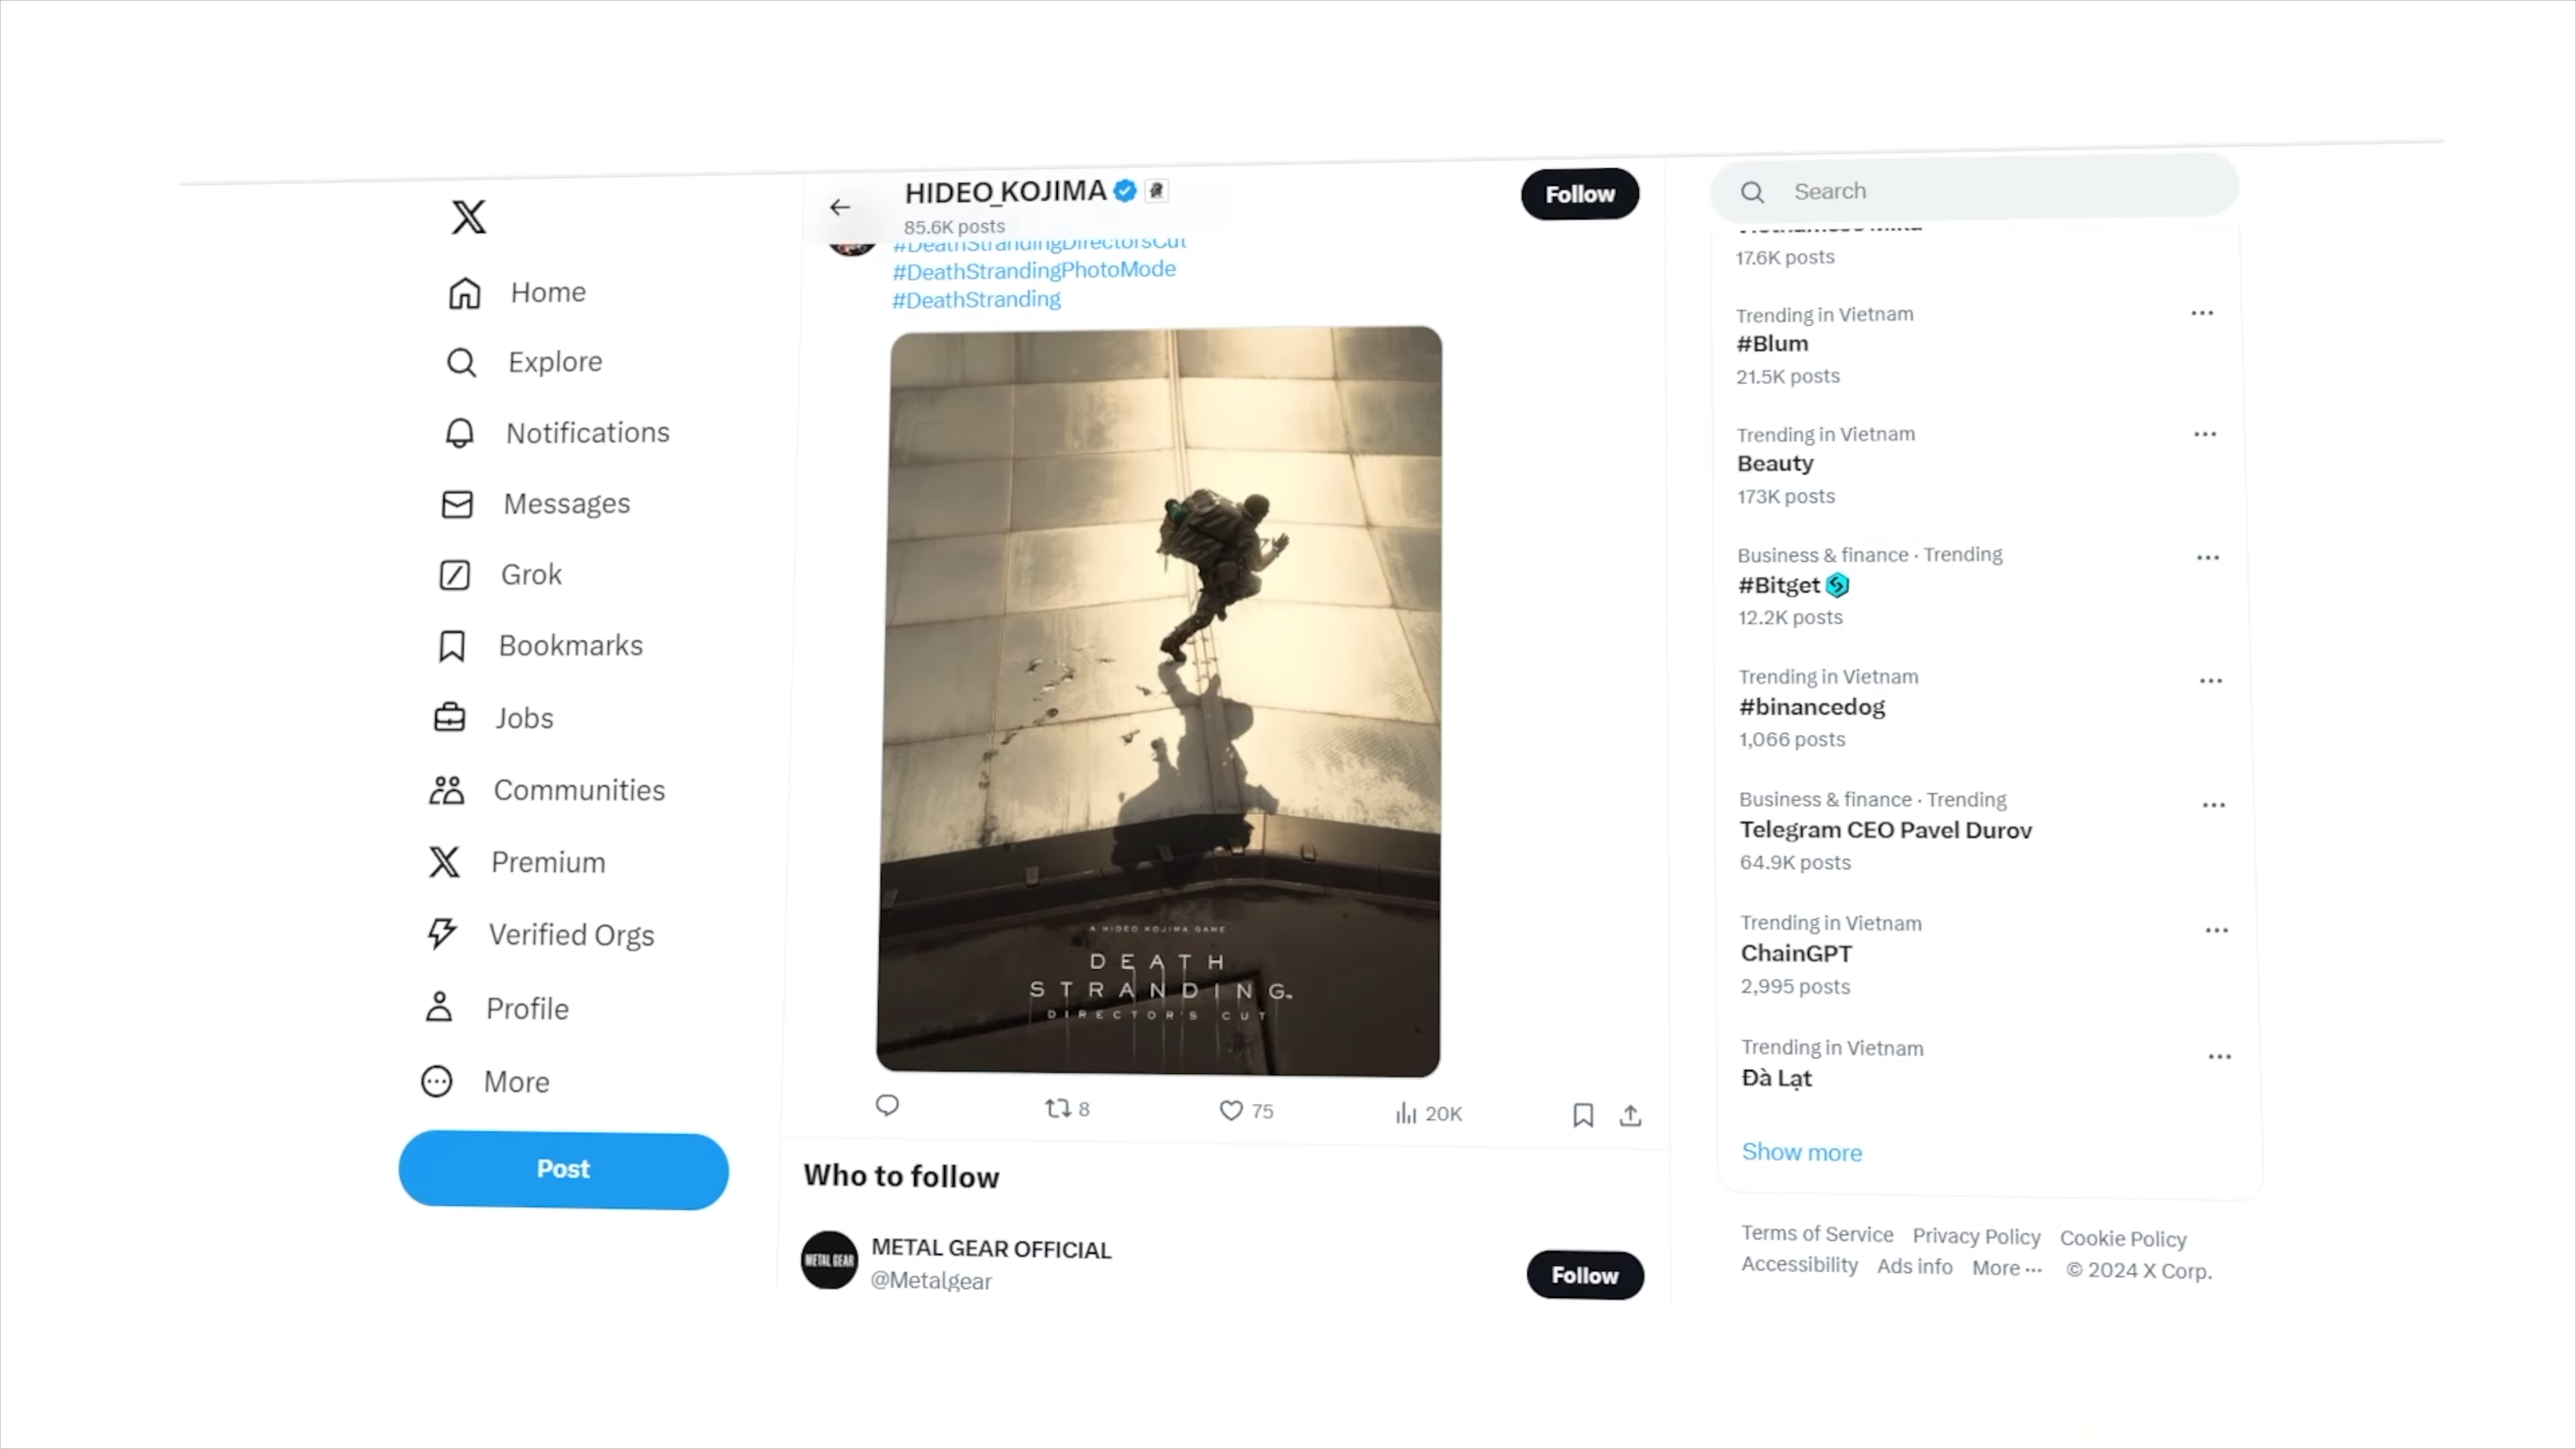 Home
Explore
Notifications
Messages
Grok
Bookmarks
Jobs
Communities
Premium
Verified Orgs
Profile
More
Post
HIDEO_KOJIMA
85.6K posts
Follow
#DeathStrandingDirectorsCut
#DeathStrandingPhotoMode
#DeathStranding
A HIDEO KOJIMA GAME
DEATH
STRANDING™
DIRECTOR'S CUT
8 75 20K
Who to follow
METAL GEAR
METAL GEAR OFFICIAL
@Metalgear
Follow
Search
17.6K posts
Trending in Vietnam
#Blum
21.5K posts
Trending in Vietnam
Beauty
173K posts
Business & finance · Trending
#Bitget
12.2K posts
Trending in Vietnam
#binancedog
1,066 posts
Business & finance · Trending
Telegram CEO Pavel Durov
64.9K posts
Trending in Vietnam
ChainGPT
2,995 posts
Trending in Vietnam
Đà Lạt
Show more
Terms of Service Privacy Policy Cookie Policy
Accessibility Ads info More ··· © 2024 X Corp.